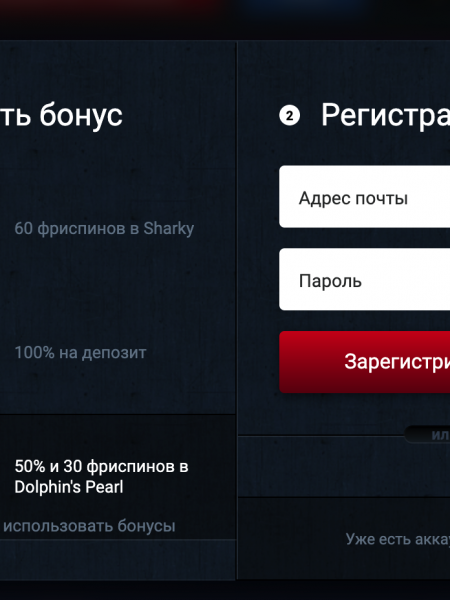 ть бонус
60 фриспинов в Sharky
100% на депозит
50% и 30 фриспинов в
Dolphin's Pearl
использовать бонусы
2 Регистра
Адрес почты
Пароль
Зарегистри
ил
Уже есть акка